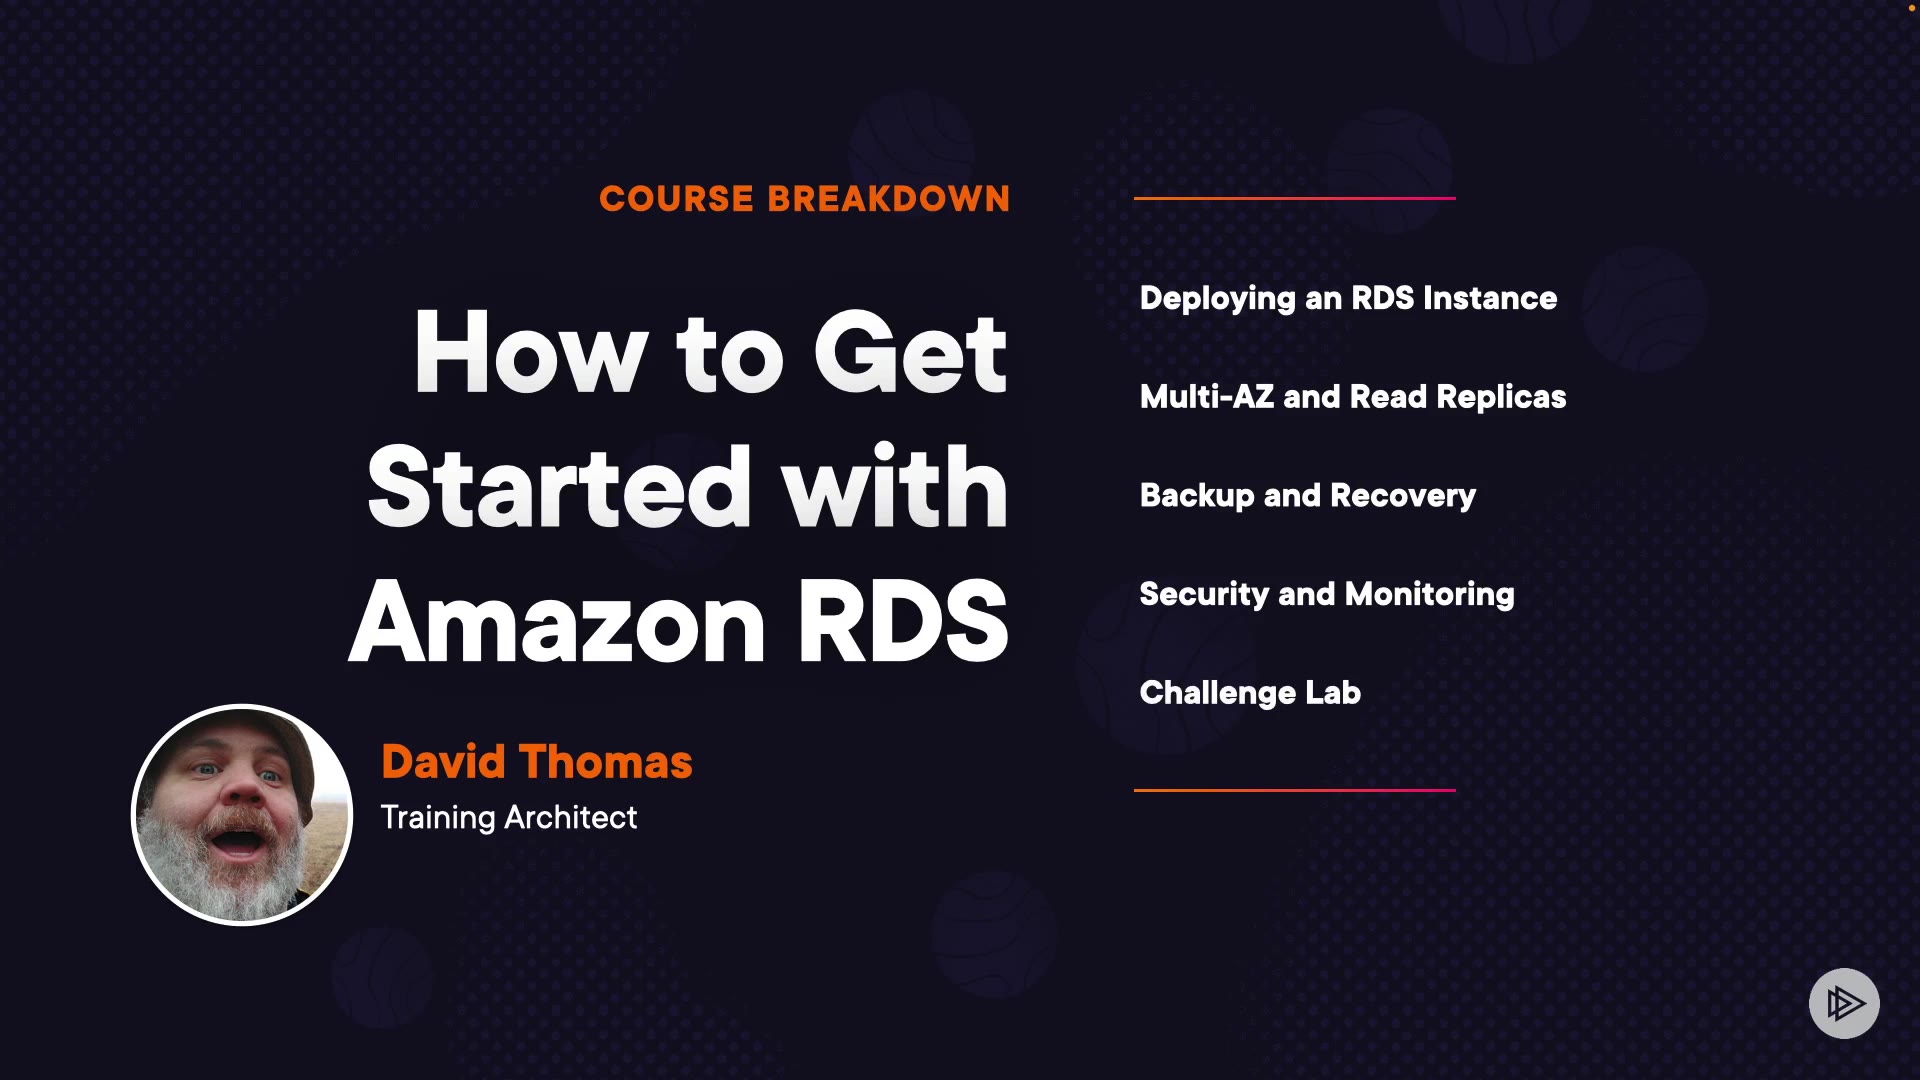 COURSE BREAKDOWN
How to Get
Started with
Amazon RDS
David Thomas
Training Architect
Deploying an RDS Instance
Multi-AZ and Read Replicas
Backup and Recovery
Security and Monitoring
Challenge Lab